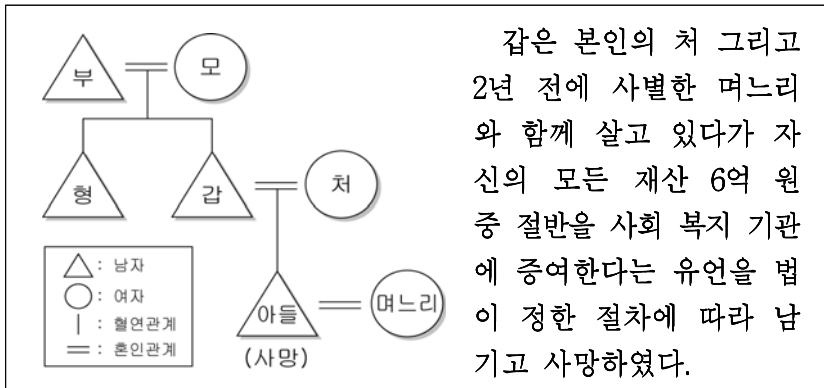 부
모
형
갑
처
아들
(사망)
며느리
△ : 남자
○ : 여자
| : 혈연관계
= : 혼인관계
갑은 본인의 처 그리고
2년 전에 사별한 며느리
와 함께 살고 있다가 자
신의 모든 재산 6억 원
중 절반을 사회 복지 기관
에 증여한다는 유언을 법
이 정한 절차에 따라 남
기고 사망하였다.